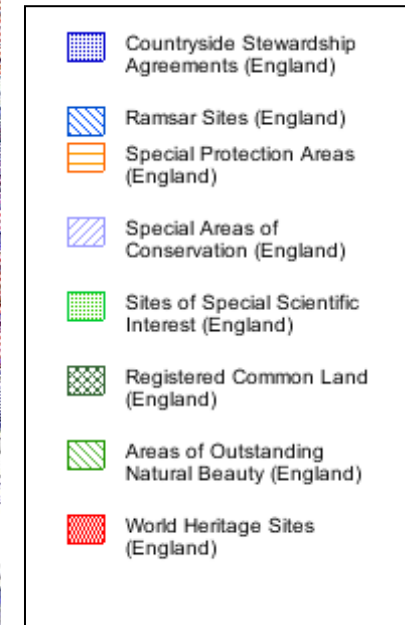 Countryside Stewardship
Agreements (England)
Ramsar Sites (England)
Special Protection Areas
(England)
Special Areas of
Conservation (England)
Sites of Special Scientific
Interest (England)
Registered Common Land
(England)
Areas of Outstanding
Natural Beauty (England)
World Heritage Sites
(England)